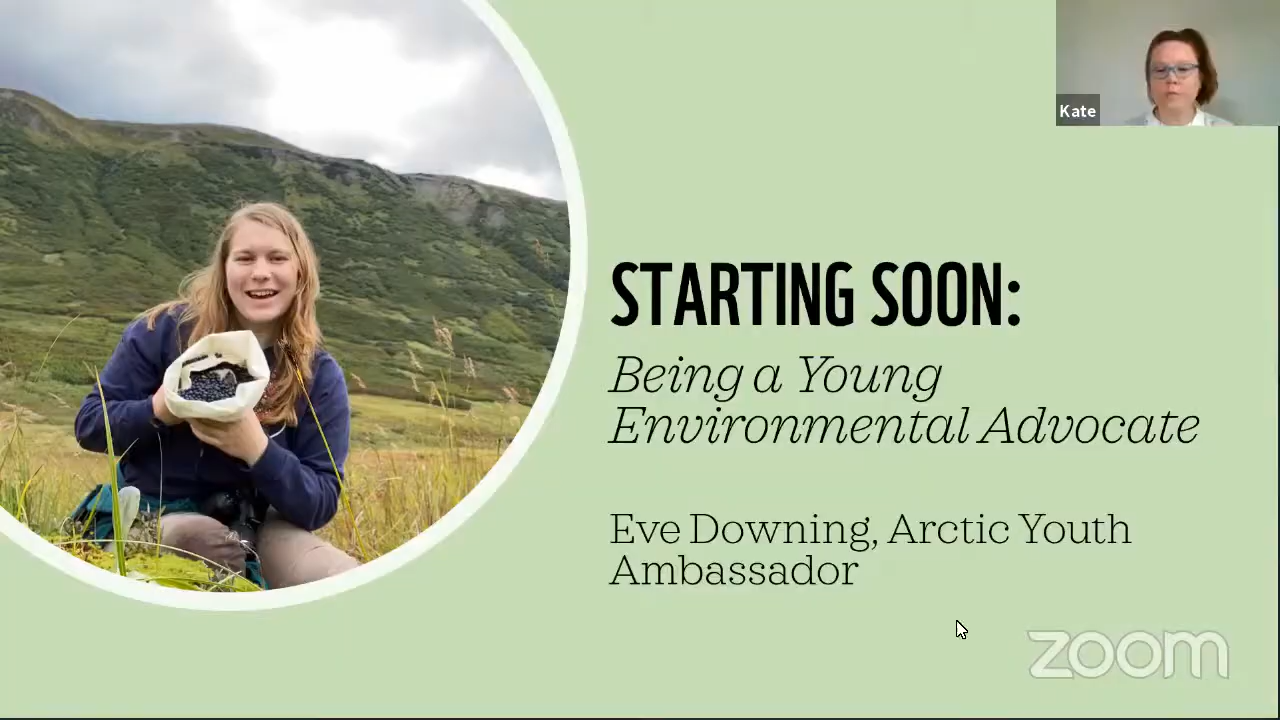 Kate
STARTING SOON:
Being a Young
Environmental Advocate
Eve Downing, Arctic Youth
Ambassador
zoom